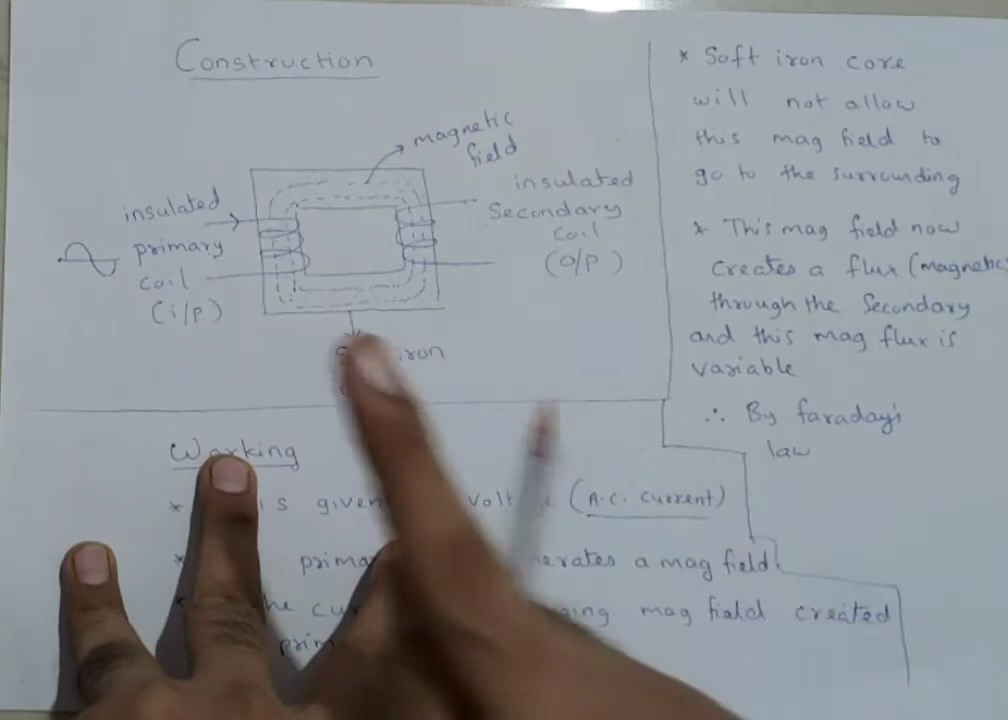 Construction
magnetic
field
insulated
primary
coil
(i/p)
insulated
Secondary
coil
(O/P)
iron
Working
* is given (A.C. current)
* a mag field
* mag field created
* Soft iron core
will not allow
this mag field to
go to the surrounding
* This mag field now
creates a flux (magnetic
through the Secondary
and this mag flux is
variable
∴ By faraday's
law